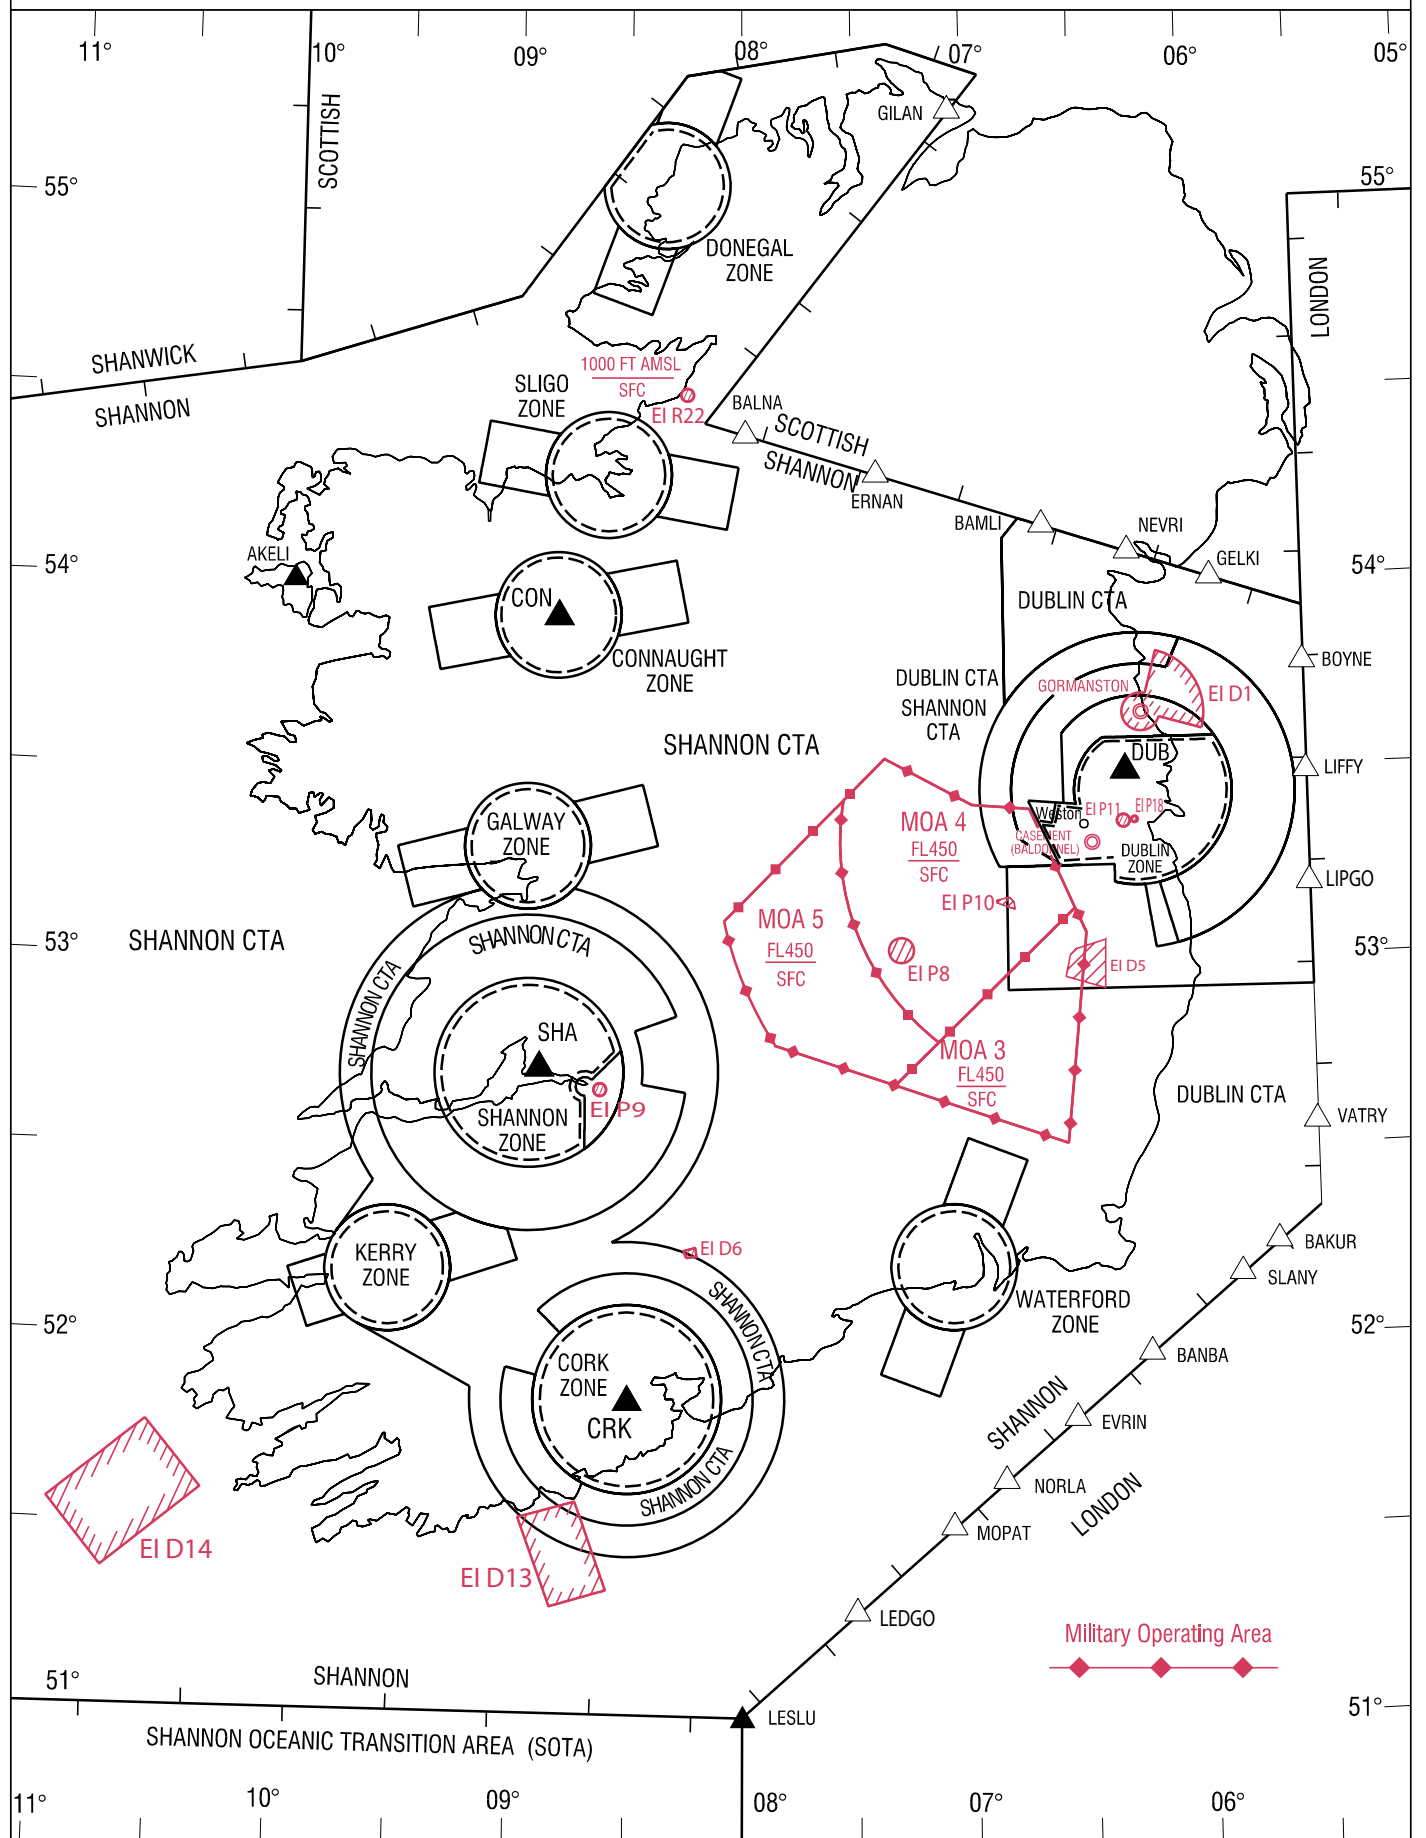 11°
10°
09°
08°
07°
06°
05°
SCOTTISH
GILAN
55°
55°
DONEGAL
ZONE
LONDON
SHANWICK
SHANNON
1000 FT AMSL
SFC
EI R22
SLIGO
ZONE
BALNA
SCOTTISH
SHANNON
ERNAN
BAMLI
NEVRI
GELKI
AKELI
54°
54°
CON
CONNAUGHT
ZONE
DUBLIN CTA
BOYNE
DUBLIN CTA
SHANNON
CTA
GORMANSTON
EI D1
SHANNON CTA
DUB
LIFFY
GALWAY
ZONE
MOA 4
FL450
SFC
Weston
EI P11
EI P18
CASEMENT
(BALDONNEL)
DUBLIN
ZONE
LIPGO
EI P10
MOA 5
FL450
SFC
SHANNON CTA
53°
53°
SHANNON CTA
SHANNON CTA
EI P8
EI D5
SHA
MOA 3
FL450
SFC
EI P9
SHANNON
ZONE
DUBLIN CTA
VATRY
KERRY
ZONE
EI D6
BAKUR
SLANY
52°
52°
SHANNON CTA
WATERFORD
ZONE
BANBA
CORK
ZONE
CRK
SHANNON
EVRIN
SHANNON CTA
NORLA
LONDON
MOPAT
EI D14
EI D13
LEDGO
Military Operating Area
51°
51°
SHANNON
LESLU
SHANNON OCEANIC TRANSITION AREA (SOTA)
11°
10°
09°
08°
07°
06°